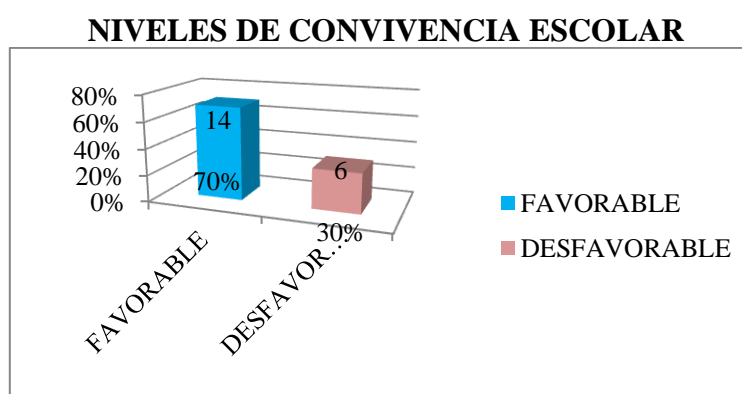 NIVELES DE CONVIVENCIA ESCOLAR
80%
60%
40%
20%
0%
14
70%
6
30%
FAVORABLE
DESFAVOR...
FAVORABLE
DESFAVORABLE